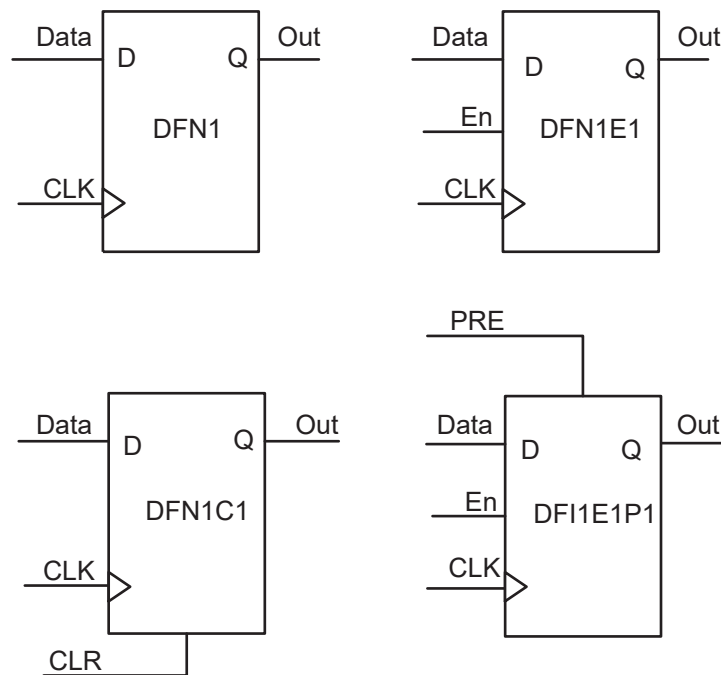 Data
D
Q
Out
DFN1
CLK
Data
D
Q
Out
En
DFN1E1
CLK
Data
D
Q
Out
DFN1C1
CLK
CLR
PRE
Data
D
Q
Out
En
DFI1E1P1
CLK